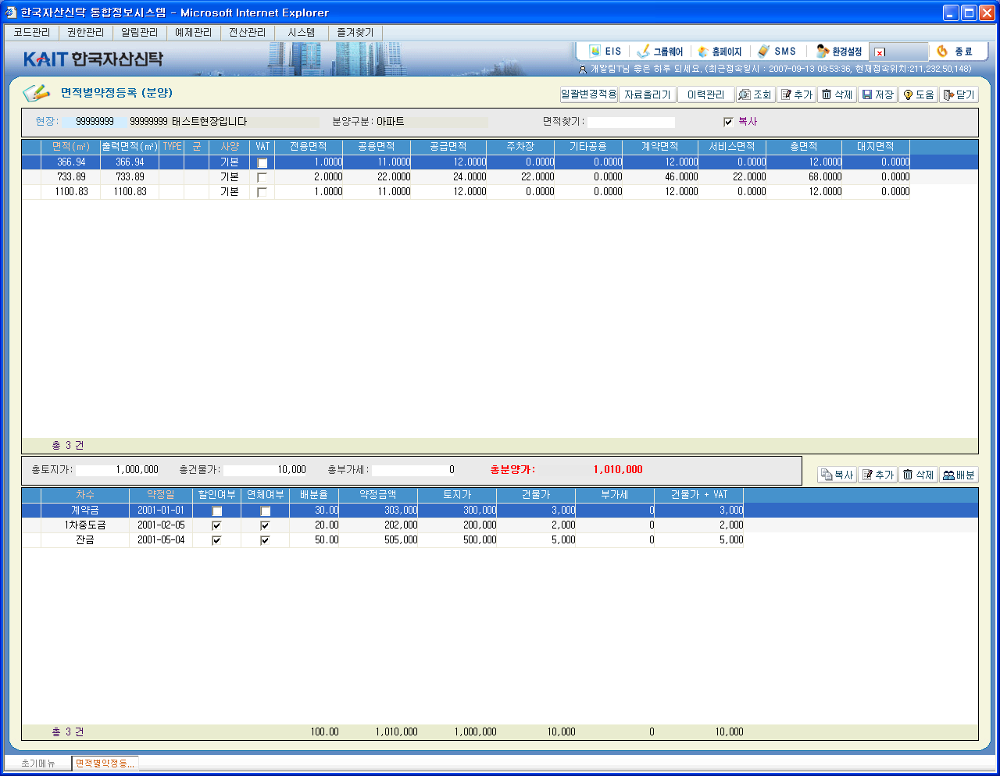 한국자산신탁 통합정보시스템 - Microsoft Internet Explorer
코드관리 권한관리 알림관리 예제관리 전산관리 시스템 즐겨찾기
KAIT 한국자산신탁 EIS 그룹웨어 홈페이지 SMS 환경설정 종료
개발팀T님 좋은 하루 되세요. (최근접속일시 : 2007-09-13 09:53:36, 현재접속위치:211,232,50,148)
면적별약정등록 (분양) 일괄변경적용 자료올리기 이력관리 조회 추가 삭제 저장 도움 닫기
현장: 99999999 99999999 태스트현장입니다 분양구분: 아파트 면적찾기: 복사
면적(㎡) 출력면적(㎡) TYPE 군 사양 VAT 전용면적 공용면적 공급면적 주차장 기타공용 계약면적 서비스면적 홀면적 대지면적
366.94 366.94 기본 1.0000 11.0000 12.0000 0.0000 0.0000 12.0000 0.0000 12.0000 0.0000
733.89 733.89 기본 2.0000 22.0000 24.0000 22.0000 0.0000 46.0000 22.0000 68.0000 0.0000
1100.83 1100.83 기본 1.0000 11.0000 12.0000 0.0000 0.0000 12.0000 0.0000 12.0000 0.0000
총 3 건
총토지가: 1,000,000 총건물가: 10,000 총부가세: 0 총분양가: 1,010,000
복사 추가 삭제 배분
차수 약정일 할인여부 연체여부 배분율 약정금액 토지가 건물가 부가세 건물가 + VAT
계약금 2001-01-01 30.00 303,000 300,000 3,000 0 3,000
1차중도금 2001-02-05 20.00 202,000 200,000 2,000 0 2,000
잔금 2001-05-04 50.00 505,000 500,000 5,000 0 5,000
총 3 건 100.00 1,010,000 1,000,000 10,000 0 10,000
초기메뉴 면적별약정등...